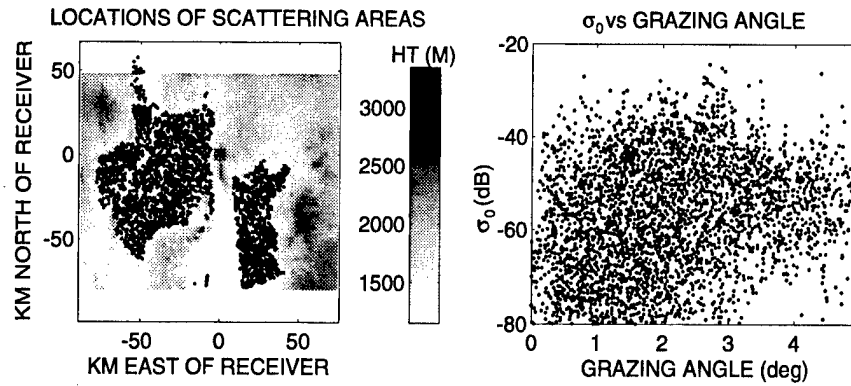 LOCATIONS OF SCATTERING AREAS
HT (M)
50
0
-50
KM NORTH OF RECEIVER
-50
0
50
KM EAST OF RECEIVER
3000
2500
2000
1500
σ₀ vs GRAZING ANGLE
-20
-40
-60
-80
σ₀ (dB)
0
1
2
3
4
GRAZING ANGLE (deg)